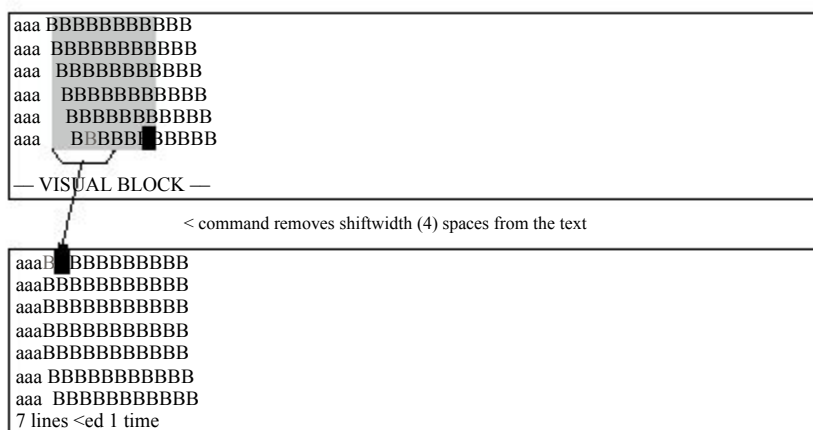 aaa BBBBBBBBBBB
aaa  BBBBBBBBBBB
aaa   BBBBBBBBBBB
aaa    BBBBBBBBBBB
aaa     BBBBBBBBBBB
aaa      BBBBBBBBBBB
— VISUAL BLOCK —
< command removes shiftwidth (4) spaces from the text
aaaBBBBBBBBBBB
aaaBBBBBBBBBBB
aaaBBBBBBBBBBB
aaaBBBBBBBBBBB
aaaBBBBBBBBBBB
aaa BBBBBBBBBBB
aaa  BBBBBBBBBBB
7 lines <ed 1 time